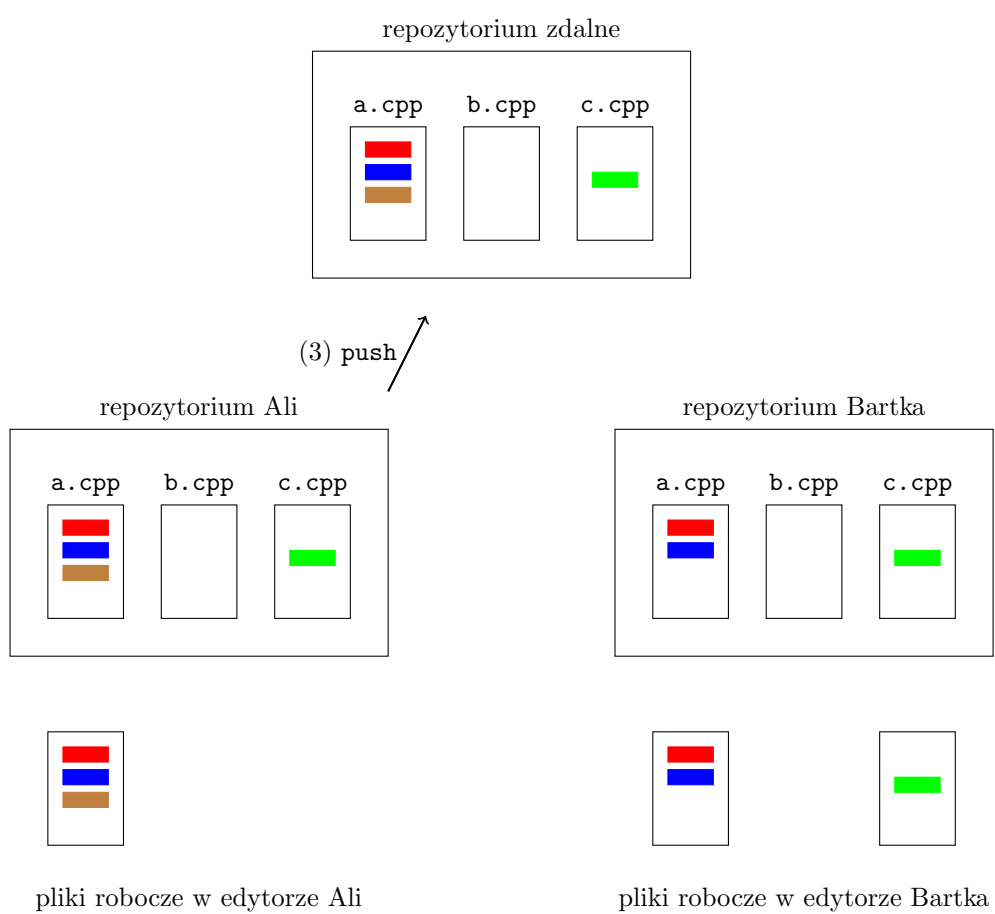 repozytorium zdalne
a.cpp b.cpp c.cpp
(3) push
repozytorium Ali
a.cpp b.cpp c.cpp
repozytorium Bartka
a.cpp b.cpp c.cpp
pliki robocze w edytorze Ali
pliki robocze w edytorze Bartka